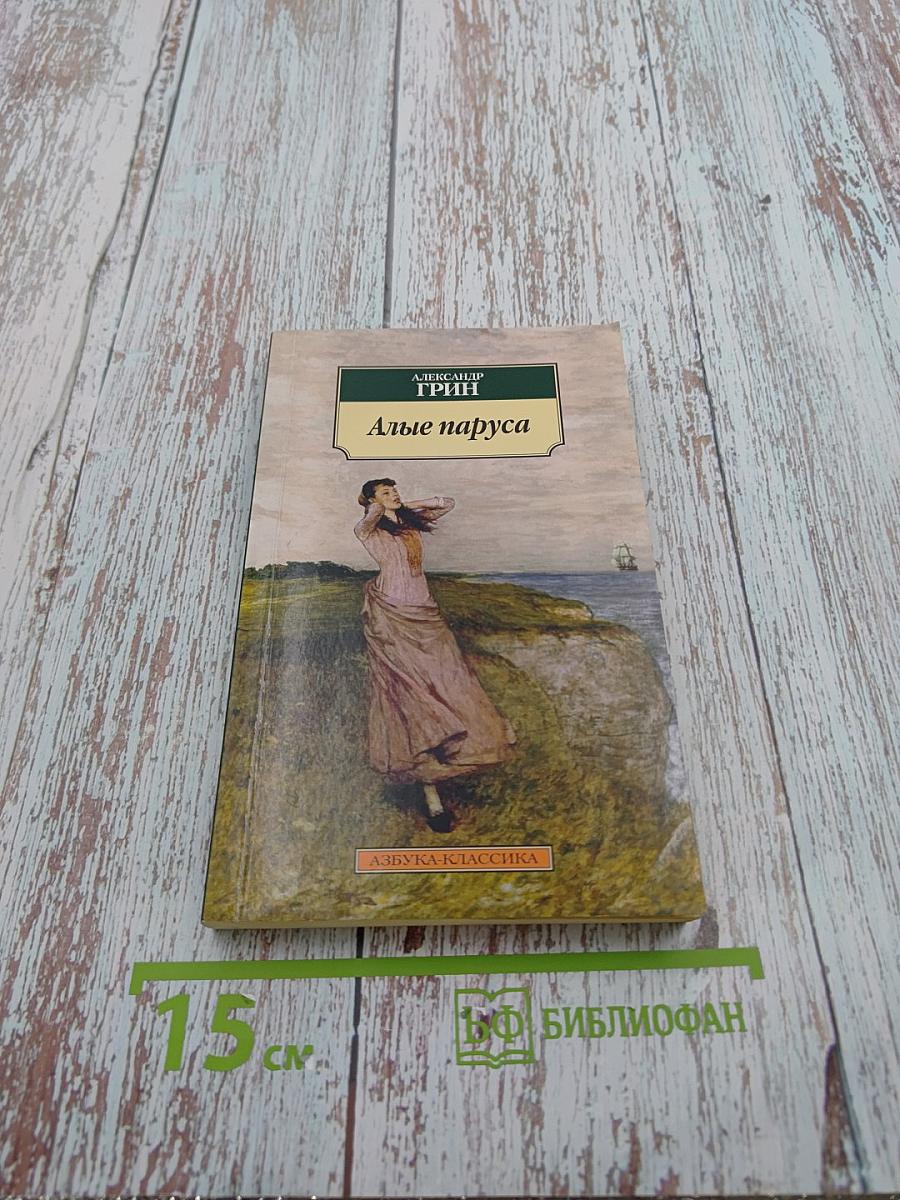 АЛЕКСАНДР
ГРИН
Алые паруса
АЗБУКА-КЛАССИКА
15 см
БФ БИБЛИОФАН